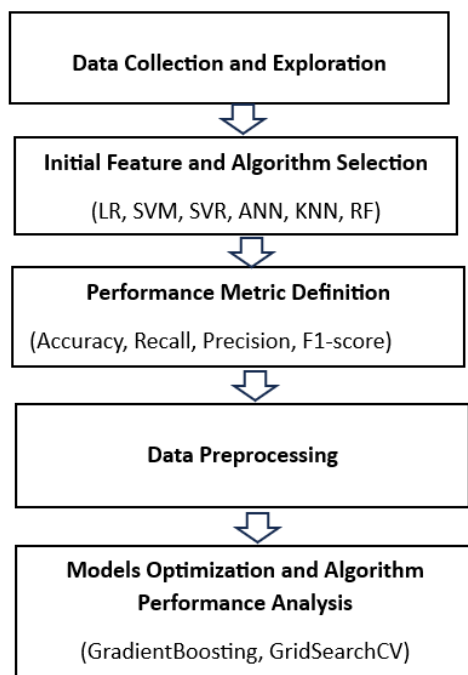 Data Collection and Exploration
Initial Feature and Algorithm Selection
(LR, SVM, SVR, ANN, KNN, RF)
Performance Metric Definition
(Accuracy, Recall, Precision, F1-score)
Data Preprocessing
Models Optimization and Algorithm
Performance Analysis
(GradientBoosting, GridSearchCV)